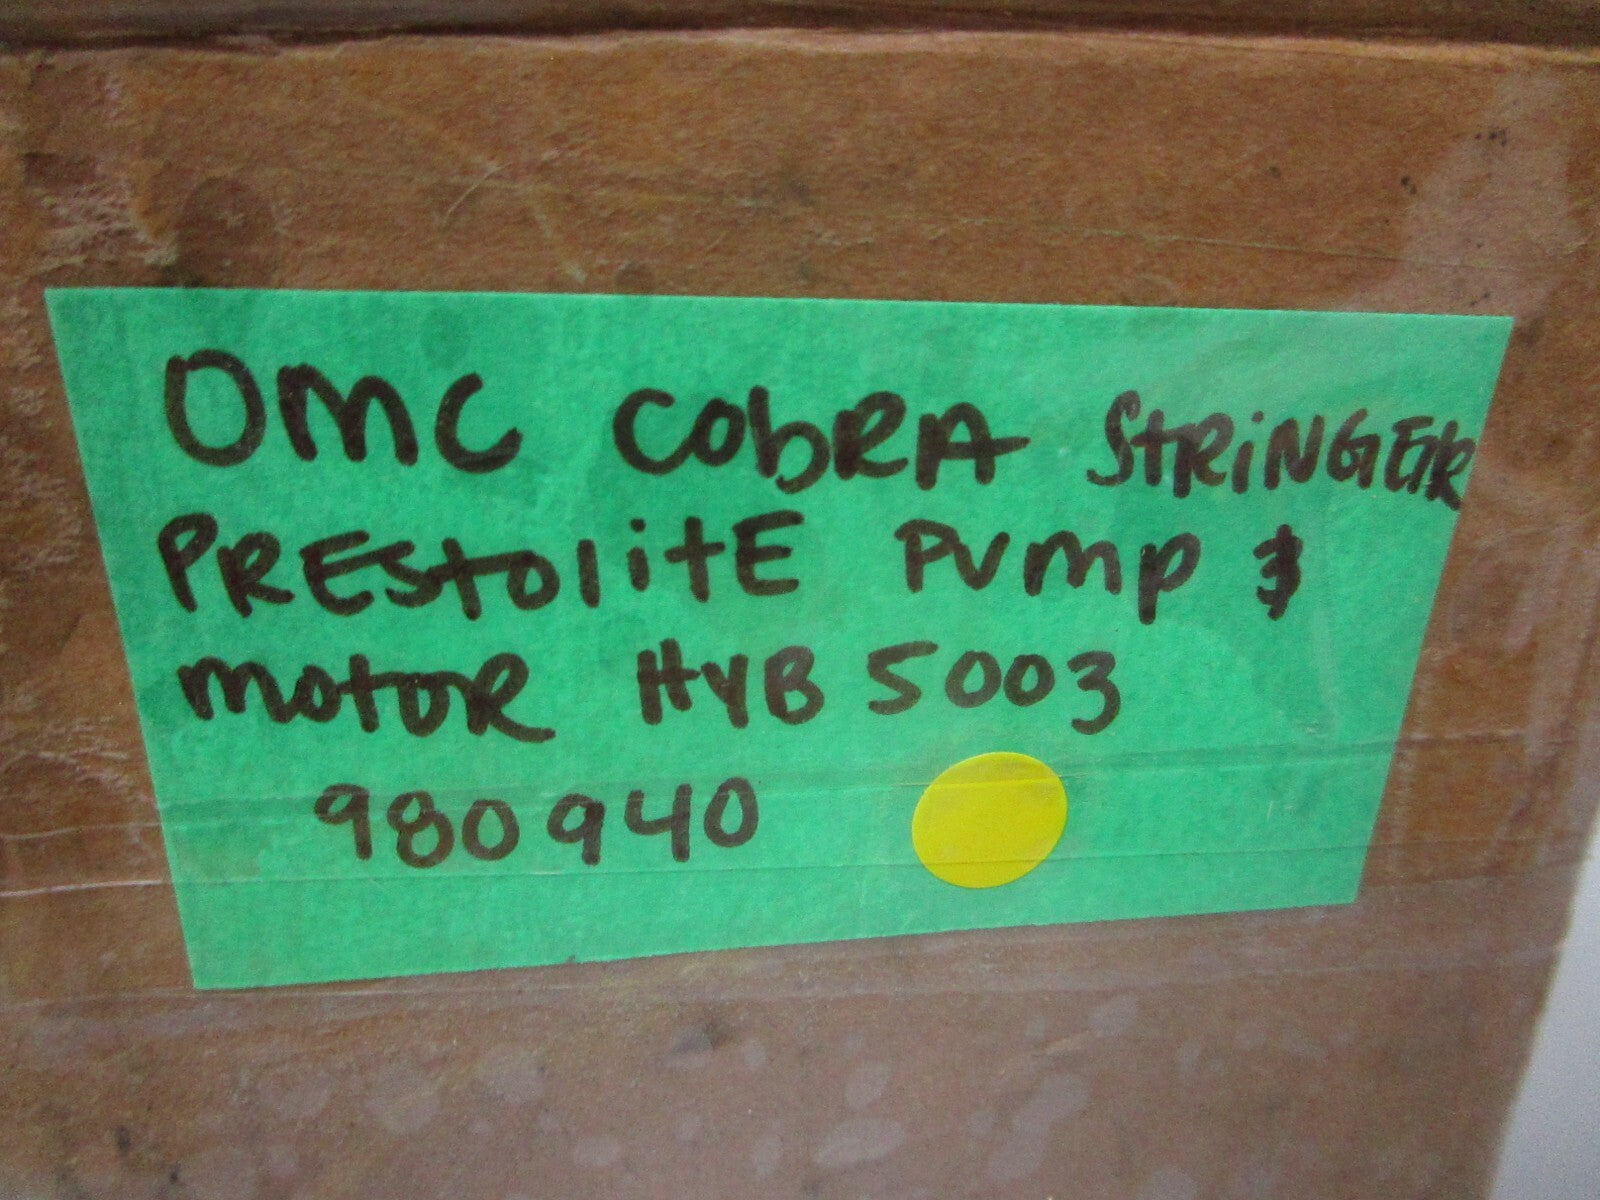 OMC CObRA StRiNGER
PREStOlitE PUmp &
mOtOR HYB 5003
980940